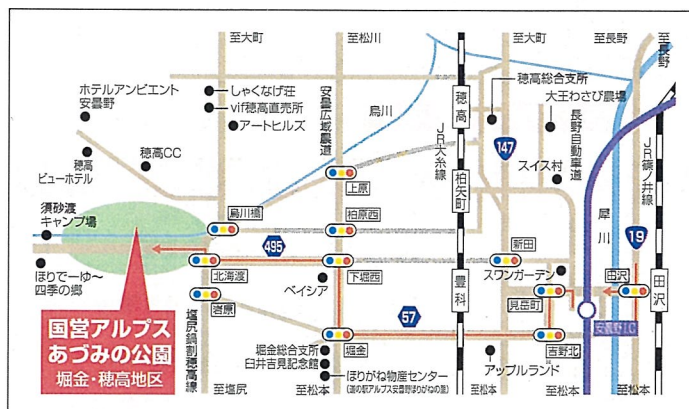 至大町
至松川
至大町
至長野
至長野
ホテルアンビエント
安曇野
しゃくなげ荘
vif穂高直売所
アートヒルズ
安曇広域農道
烏川
穂高
JR大糸線
柏矢町
豊科
穂高総合支所
大王わさび農場
147
長野自動車道
スイス村
JR篠ノ井線
犀川
19
田沢
穂高
ビューホテル
穂高CC
上原
須砂渡
キャンプ場
烏川橋
柏原西
495
新田
ほりでーゆ～
四季の郷
北海渡
下堀西
スワンガーデン
田沢
岩原
ベイシア
見岳町
57
安曇野IC
国営アルプス
あづみの公園
堀金・穂高地区
塩尻鍋割穂高線
堀金
吉野北
堀金総合支所
臼井吉見記念館
ほりがね物産センター
(道の駅アルプス安曇野ほりがねの里)
アップルランド
至塩尻
至松本
至松本
至松本
至松本